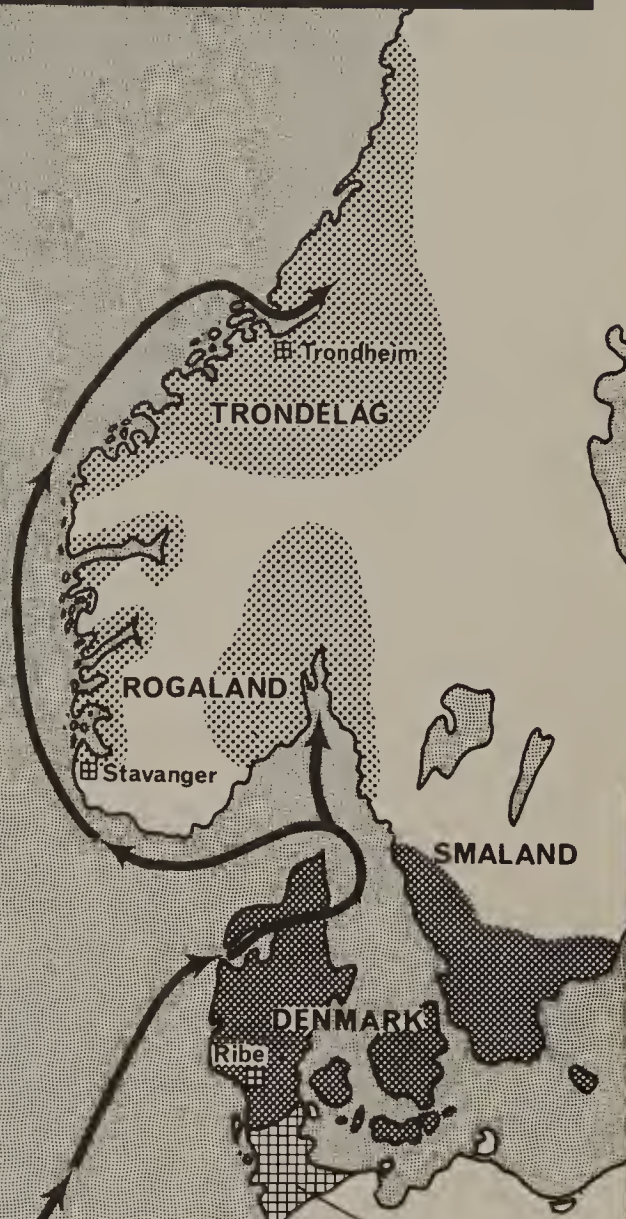 Trondheim
TRONDELAG
ROGALAND
Stavanger
SMALAND
DENMARK
Ribe